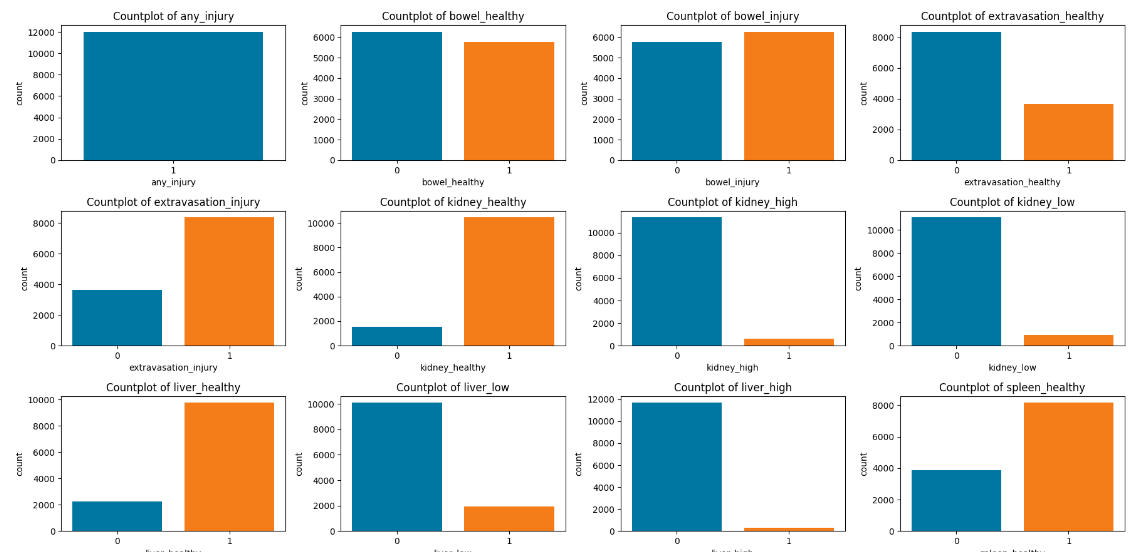 Countplot of any_injury
12000
10000
8000
6000
4000
2000
0
count
1
any_injury
Countplot of bowel_healthy
6000
5000
4000
3000
2000
1000
0
count
0 1
bowel_healthy
Countplot of bowel_injury
6000
5000
4000
3000
2000
1000
0
count
0 1
bowel_injury
Countplot of extravasation_healthy
8000
6000
4000
2000
0
count
0 1
extravasation_healthy
Countplot of extravasation_injury
8000
6000
4000
2000
0
count
0 1
extravasation_injury
Countplot of kidney_healthy
10000
8000
6000
4000
2000
0
count
0 1
kidney_healthy
Countplot of kidney_high
10000
8000
6000
4000
2000
0
count
0 1
kidney_high
Countplot of kidney_low
10000
8000
6000
4000
2000
0
count
0 1
kidney_low
Countplot of liver_healthy
10000
8000
6000
4000
2000
0
count
0 1
liver_healthy
Countplot of liver_low
10000
8000
6000
4000
2000
0
count
0 1
liver_low
Countplot of liver_high
12000
10000
8000
6000
4000
2000
0
count
0 1
liver_high
Countplot of spleen_healthy
8000
6000
4000
2000
0
count
0 1
spleen_healthy